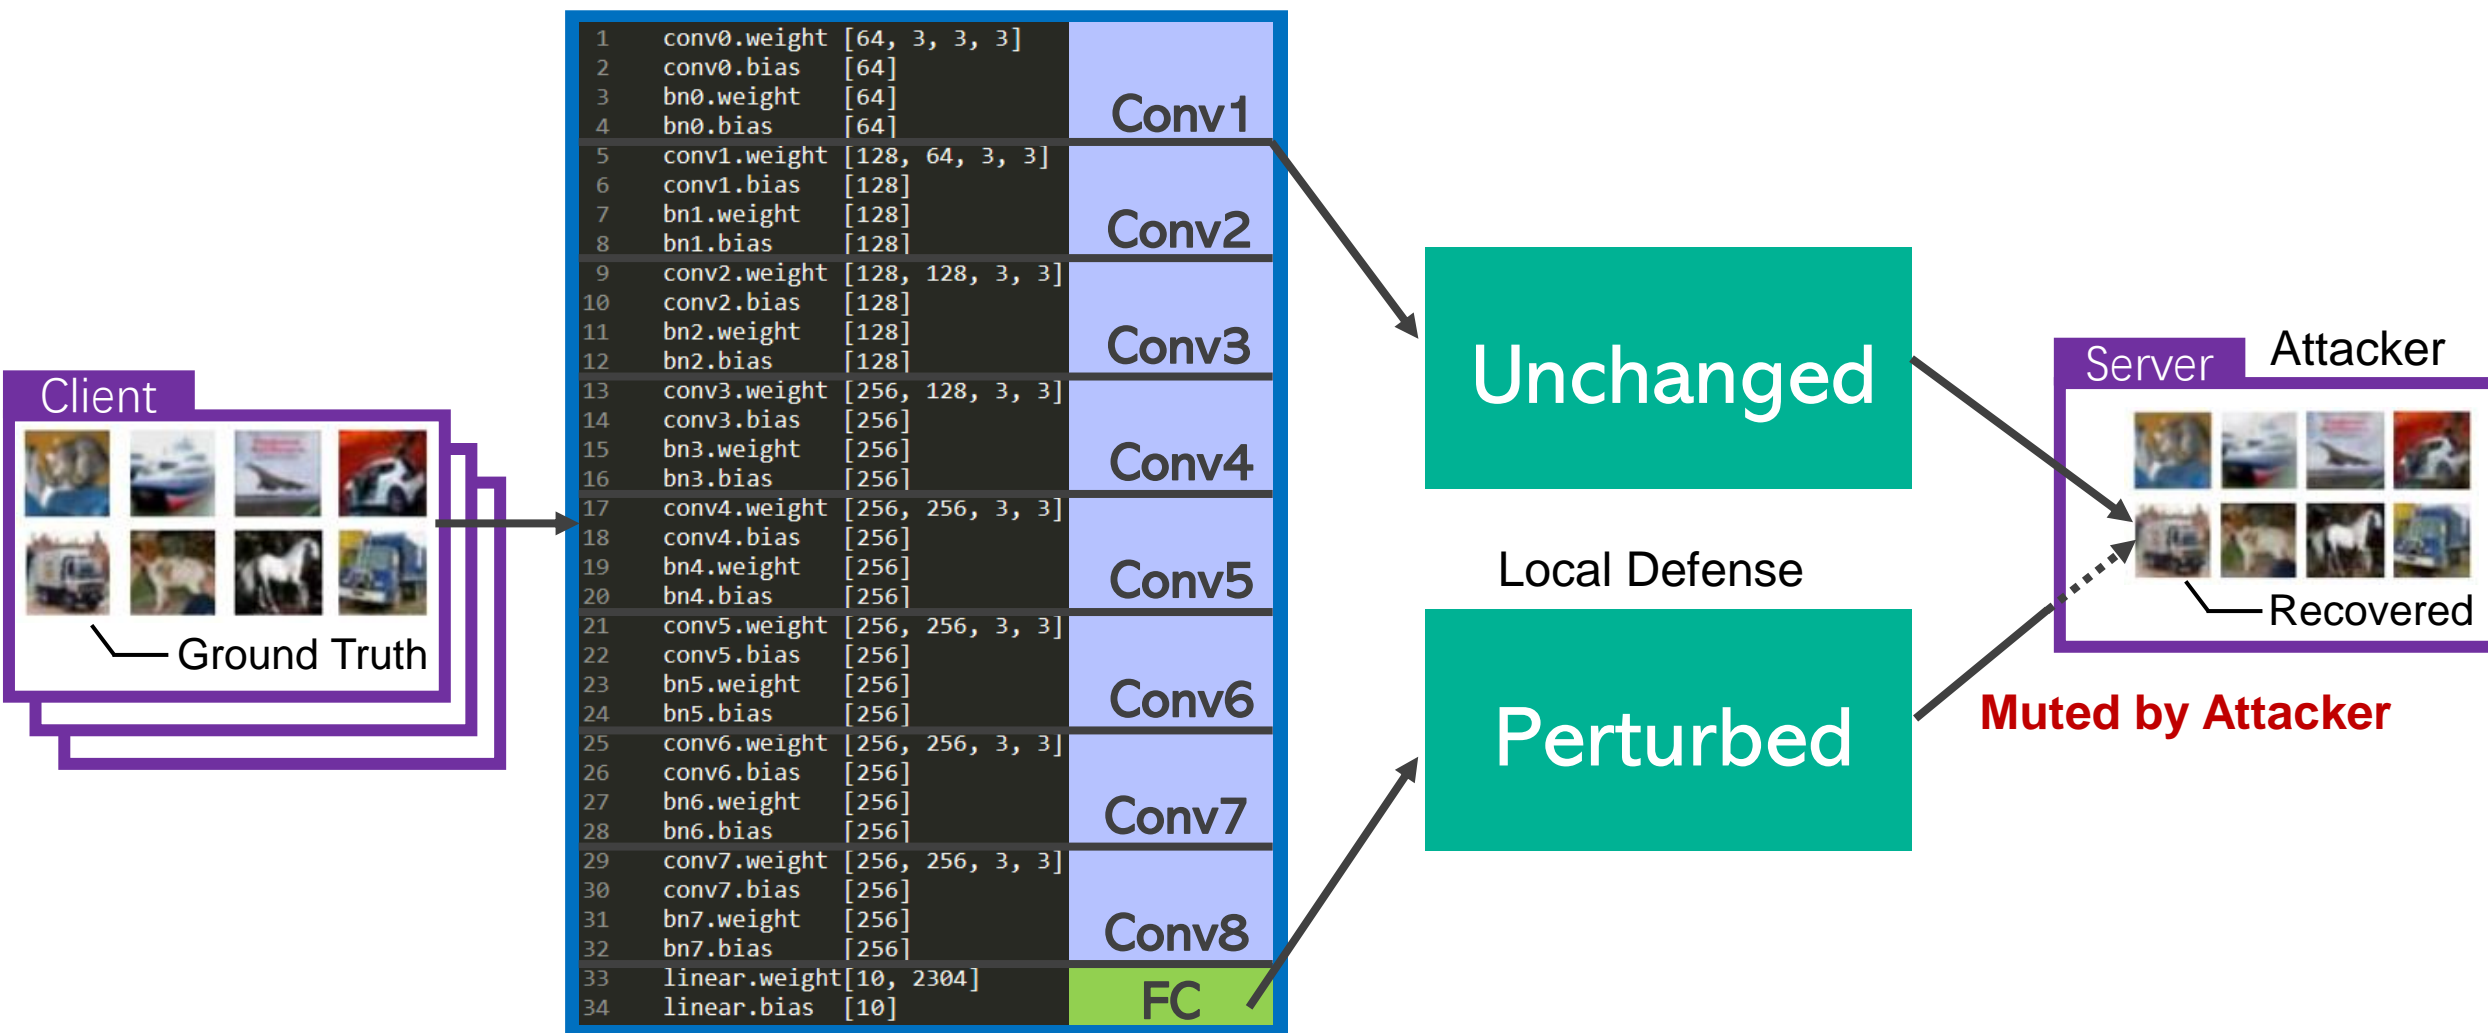 Client
Ground Truth
1 conv0.weight [64, 3, 3, 3]
2 conv0.bias [64]
3 bn0.weight [64]
4 bn0.bias [64]
Conv1
5 conv1.weight [128, 64, 3, 3]
6 conv1.bias [128]
7 bn1.weight [128]
8 bn1.bias [128]
Conv2
9 conv2.weight [128, 128, 3, 3]
10 conv2.bias [128]
11 bn2.weight [128]
12 bn2.bias [128]
Conv3
13 conv3.weight [256, 128, 3, 3]
14 conv3.bias [256]
15 bn3.weight [256]
16 bn3.bias [256]
Conv4
17 conv4.weight [256, 256, 3, 3]
18 conv4.bias [256]
19 bn4.weight [256]
20 bn4.bias [256]
Conv5
21 conv5.weight [256, 256, 3, 3]
22 conv5.bias [256]
23 bn5.weight [256]
24 bn5.bias [256]
Conv6
25 conv6.weight [256, 256, 3, 3]
26 conv6.bias [256]
27 bn6.weight [256]
28 bn6.bias [256]
Conv7
29 conv7.weight [256, 256, 3, 3]
30 conv7.bias [256]
31 bn7.weight [256]
32 bn7.bias [256]
Conv8
33 linear.weight[10, 2304]
34 linear.bias [10]
FC
Unchanged
Local Defense
Perturbed
Server
Attacker
Recovered
Muted by Attacker